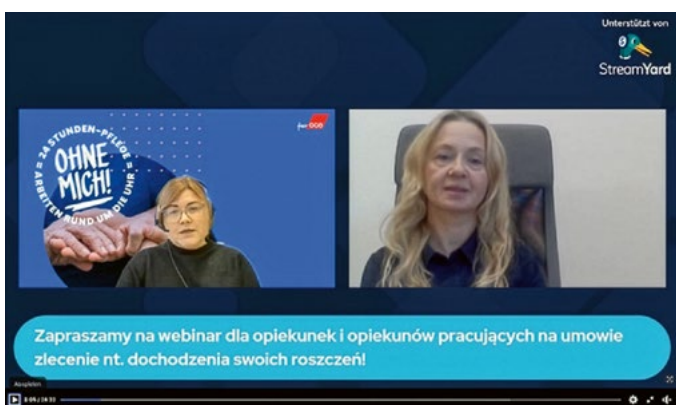 Unterstützt von
StreamYard
24 STUNDEN-PFLEGE =
OHNE
MICH!
ARBEITEN RUND UM DIE UHR
DGB
Zapraszamy na webinar dla opiekunek i opiekunów pracujących na umowie
zlecenie nt. dochodzenia swoich roszczeń!
Abspielen